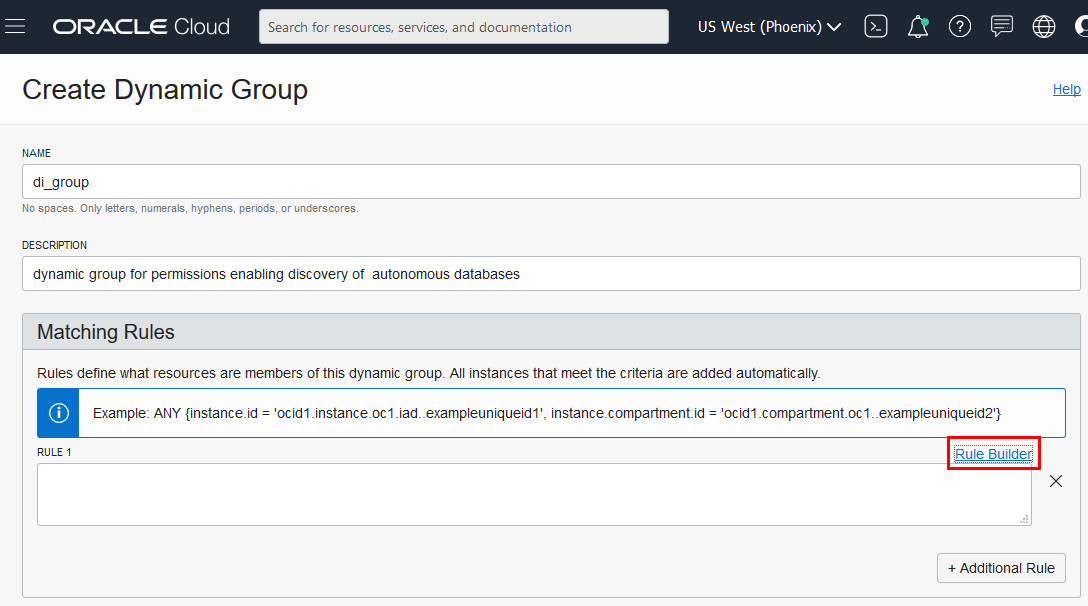 ORACLE Cloud
Search for resources, services, and documentation
US West (Phoenix)
Create Dynamic Group
Help
NAME
di_group
No spaces. Only letters, numerals, hyphens, periods, or underscores.
DESCRIPTION
dynamic group for permissions enabling discovery of  autonomous databases
Matching Rules
Rules define what resources are members of this dynamic group. All instances that meet the criteria are added automatically.
Example: ANY {instance.id = 'ocid1.instance.oc1.iad..exampleuniqueid1', instance.compartment.id = 'ocid1.compartment.oc1..exampleuniqueid2'}
RULE 1
Rule Builder
+ Additional Rule